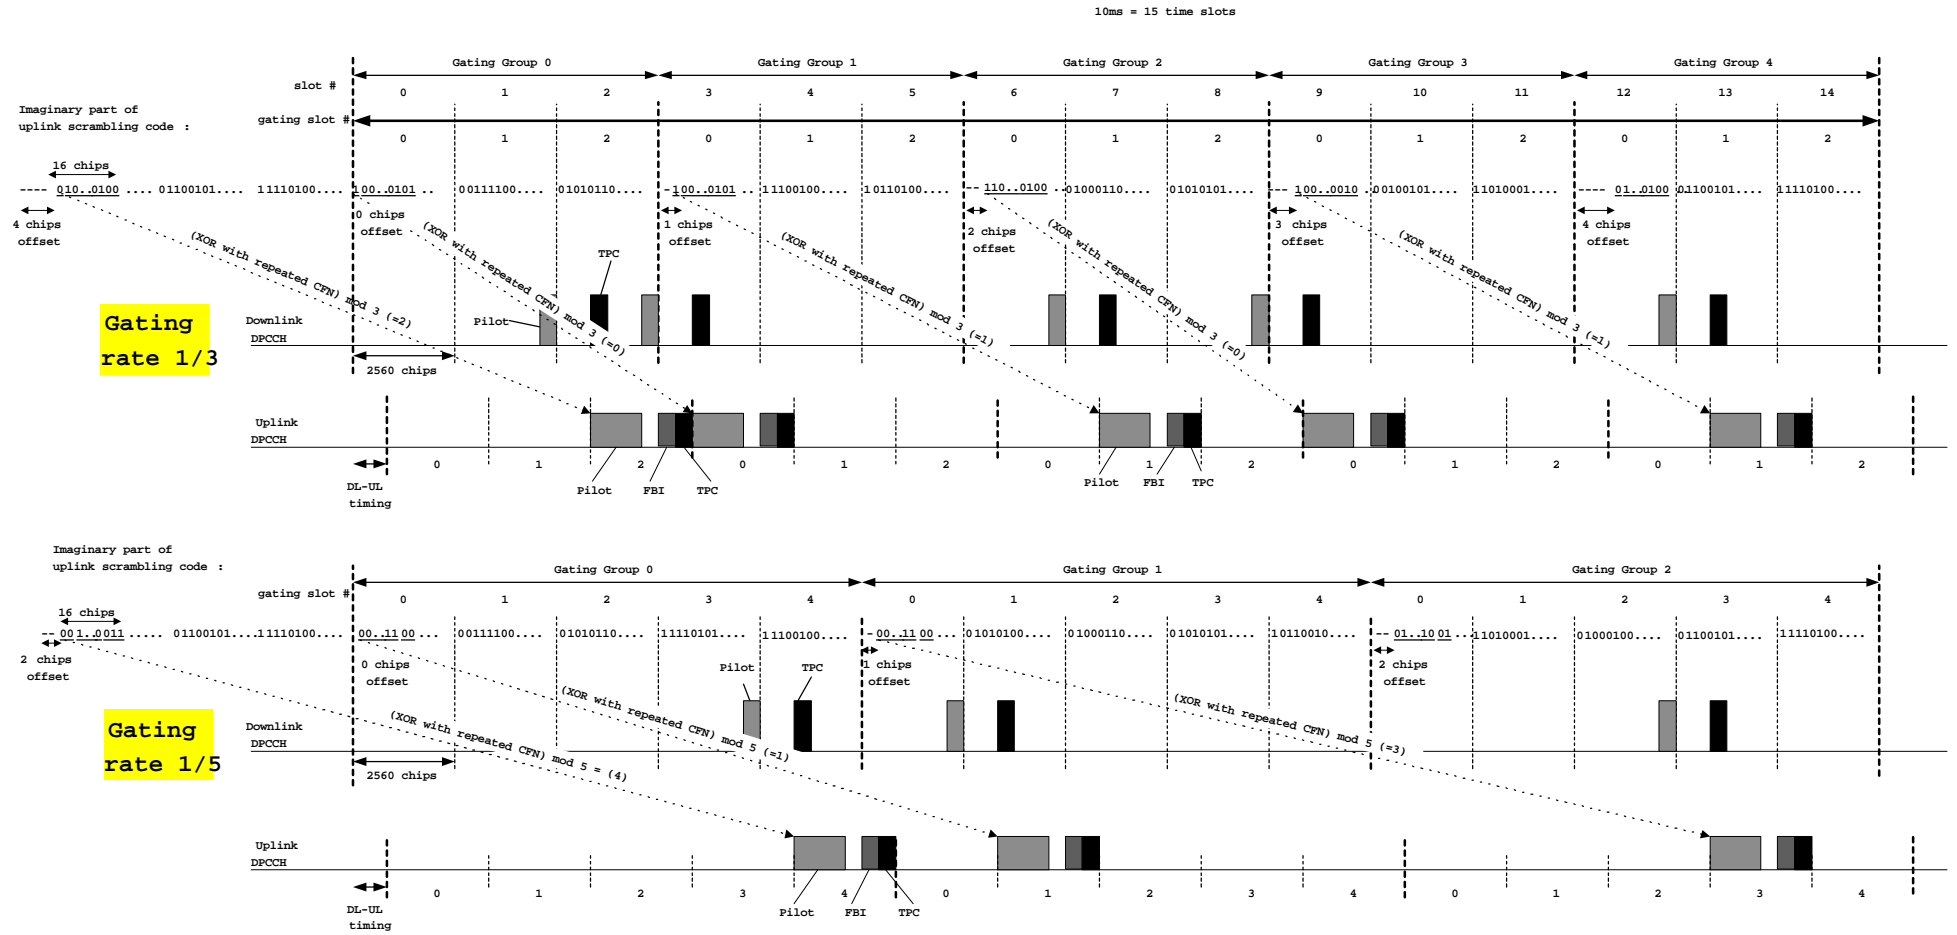 10ms = 15 time slots
Gating Group 0 Gating Group 1 Gating Group 2 Gating Group 3 Gating Group 4
slot # 0 1 2 3 4 5 6 7 8 9 10 11 12 13 14
Imaginary part of
uplink scrambling code :
gating slot #
0 1 2 0 1 2 0 1 2 0 1 2 0 1 2
16 chips
---- 010..0100 .... 01100101.... 11110100.... 100..0101 .. 00111100.... 01010110.... -100..0101 .. 11100100.... 10110100.... -- 110..0100 ..01000110.... 01010101.... --- 100..0010 ..00100101... 11010001.... ---- 01..0100 01100101... 11110100....
4 chips
offset
0 chips
offset
1 chips
offset
2 chips
offset
3 chips
offset
4 chips
offset
(XOR with repeated CFN) mod 3 (=2)
(XOR with repeated CFN) mod 3 (=0)
(XOR with repeated CFN) mod 3 (=1)
(XOR with repeated CFN) mod 3 (=0)
(XOR with repeated CFN) mod 3 (=1)
TPC
Pilot
Gating
rate 1/3
Downlink
DPCCH
2560 chips
Uplink
DPCCH
0 1 2 0 1 2 0 1 2 0 1 2 0 1 2
DL-UL
timing
Pilot FBI TPC Pilot FBI TPC
Imaginary part of
uplink scrambling code :
Gating Group 0 Gating Group 1 Gating Group 2
gating slot # 0 1 2 3 4 0 1 2 3 4 0 1 2 3 4
16 chips
-- 00 1..0011 ..... 01100101...11110100.... 00..11 00 ... 00111100.... 01010110.... 11110101.... 11100100.... -00..11 00 .. 01010100... 01000110.... 01010101.... 10110010.... -- 01..10 01 ..11010001.... 01000100... 01100101.... 11110100....
2 chips
offset
0 chips
offset
1 chips
offset
2 chips
offset
Pilot TPC
(XOR with repeated CFN) mod 5 = (4)
(XOR with repeated CFN) mod 5 (=1)
(XOR with repeated CFN) mod 5 (=3)
Gating
rate 1/5
Downlink
DPCCH
2560 chips
Uplink
DPCCH
0 1 2 3 4 0 1 2 3 4 0 1 2 3 4
DL-UL
timing
Pilot FBI TPC